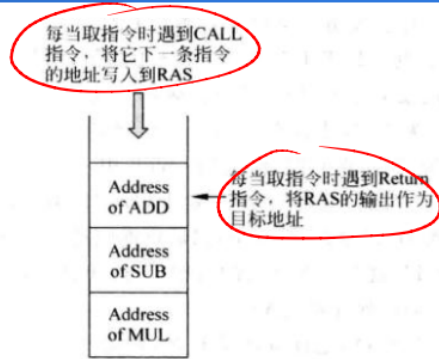 每当取指令时遇到CALL
指令，将它下一条指令
的地址写入到RAS
每当取指令时遇到Return
指令，将RAS的输出作为
目标地址
Address
of ADD
Address
of SUB
Address
of MUL